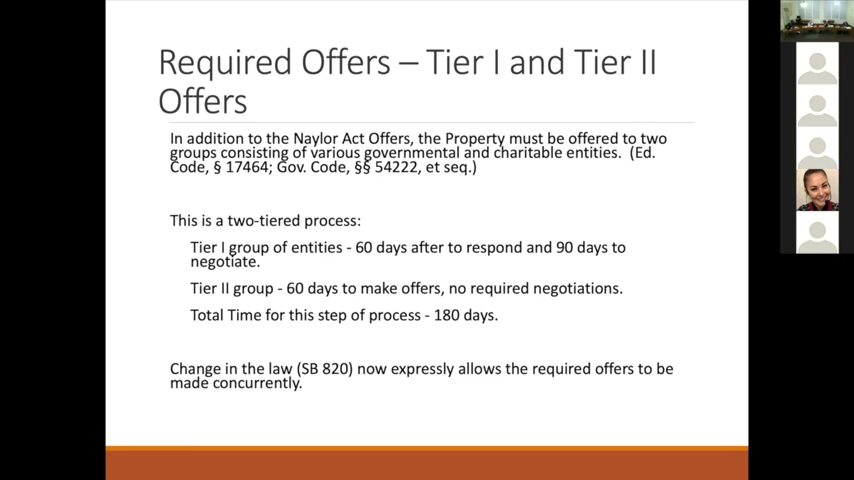 Required Offers – Tier I and Tier II
Offers
In addition to the Naylor Act Offers, the Property must be offered to two
groups consisting of various governmental and charitable entities. (Ed.
Code, § 17464; Gov. Code, §§ 54222, et seq.)
This is a two-tiered process:
Tier I group of entities - 60 days after to respond and 90 days to
negotiate.
Tier II group - 60 days to make offers, no required negotiations.
Total Time for this step of process - 180 days.
Change in the law (SB 820) now expressly allows the required offers to be
made concurrently.